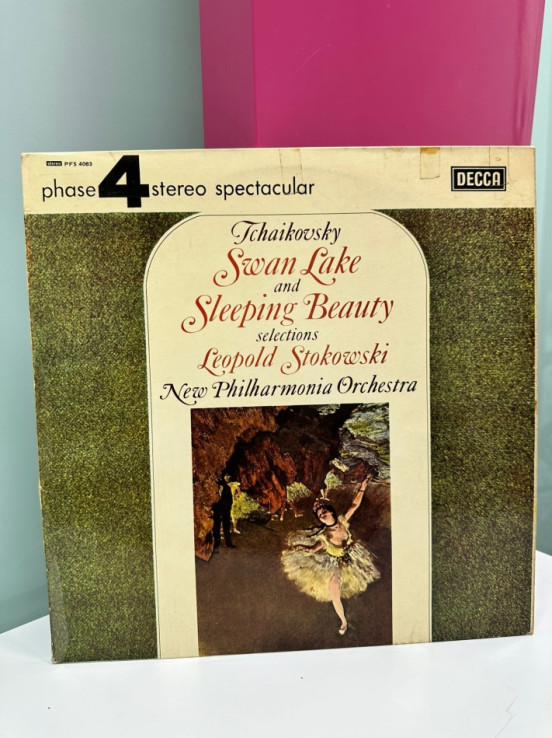 stereo PFS 4083
phase 4 stereo spectacular
DECCA
Tchaikovsky
Swan Lake
and
Sleeping Beauty
selections
Leopold Stokowski
New Philharmonia Orchestra